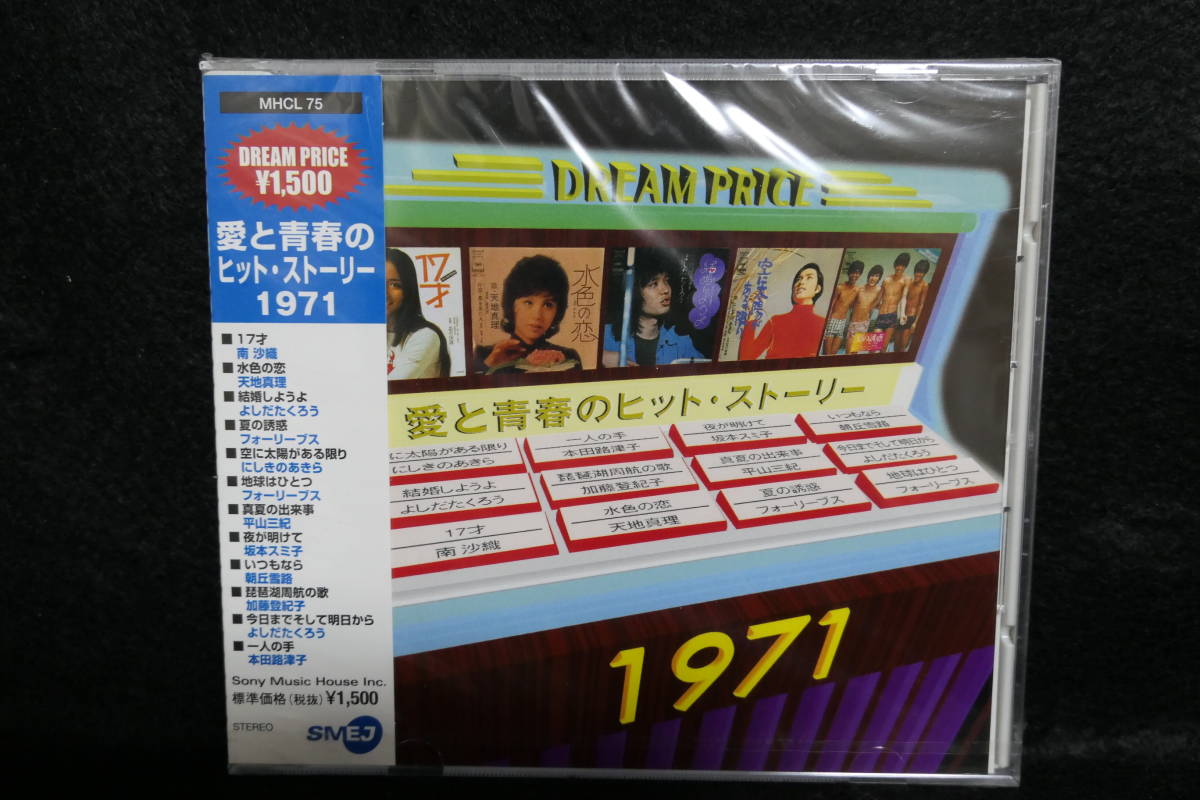 MHCL 75
DREAM PRICE
¥1,500
愛と青春の
ヒット・ストーリー
1971
■ 17才
南 沙織
■ 水色の恋
天地真理
■ 結婚しようよ
よしだたくろう
■ 夏の誘惑
フォーリーブス
■ 空に太陽がある限り
にしきのあきら
■ 地球はひとつ
フォーリーブス
■ 真夏の出来事
平山三紀
■ 夜が明けて
坂本スミ子
■ いつもなら
朝丘雪路
■ 琵琶湖周航の歌
加藤登紀子
■ 今日までそして明日から
よしだたくろう
■ 一人の手
本田路津子
Sony Music House Inc.
標準価格(税抜)¥1,500
STEREO
SMEJ
DREAM PRICE
17才
水色の恋
天地真理
空に太陽が
ある限り
愛と青春のヒット・ストーリー
に太陽がある限り
にしきのあきら
一人の手
本田路津子
夜が明けて
坂本スミ子
いつもなら
朝丘雪路
結婚しようよ
よしだたくろう
琵琶湖周航の歌
加藤登紀子
真夏の出来事
平山三紀
今日までそして明日から
よしだたくろう
17才
南 沙織
水色の恋
天地真理
夏の誘惑
フォーリーブス
地球はひとつ
フォーリーブス
1971